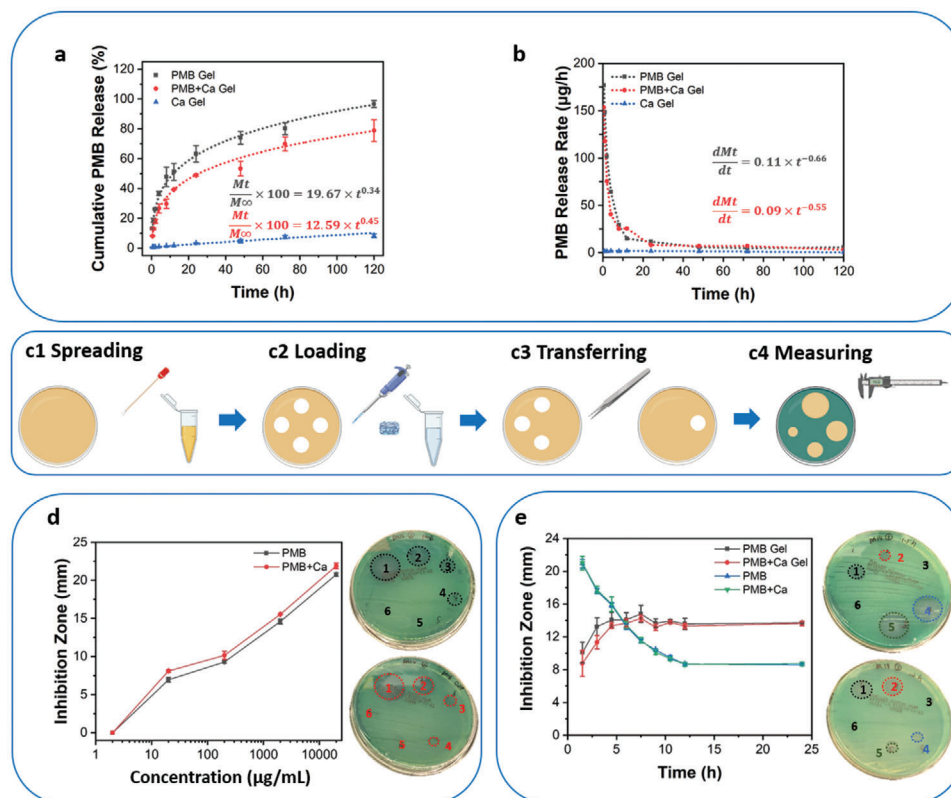 a
Cumulative PMB Release (%)
120
100
80
60
40
20
0
PMB Gel
PMB+Ca Gel
Ca Gel
Mt/M∞ × 100 = 19.67 × t^0.34
Mt/M∞ × 100 = 12.59 × t^0.45
0 20 40 60 80 100 120
Time (h)
b
PMB Release Rate (µg/h)
200
150
100
50
0
PMB Gel
PMB+Ca Gel
Ca Gel
dMt/dt = 0.11 × t^−0.66
dMt/dt = 0.09 × t^−0.55
0 20 40 60 80 100 120
Time (h)
c1 Spreading
c2 Loading
c3 Transferring
c4 Measuring
d
Inhibition Zone (mm)
25
20
15
10
5
0
PMB
PMB+Ca
1 10 100 1000 10000
Concentration (µg/mL)
1
2
3
4
5
6
1
2
3
4
6
e
Inhibition Zone (mm)
24
20
16
12
8
4
0
PMB Gel
PMB+Ca Gel
PMB
PMB+Ca
0 5 10 15 20 25
Time (h)
1
2
3
4
5
6
1
2
3
4
5
6